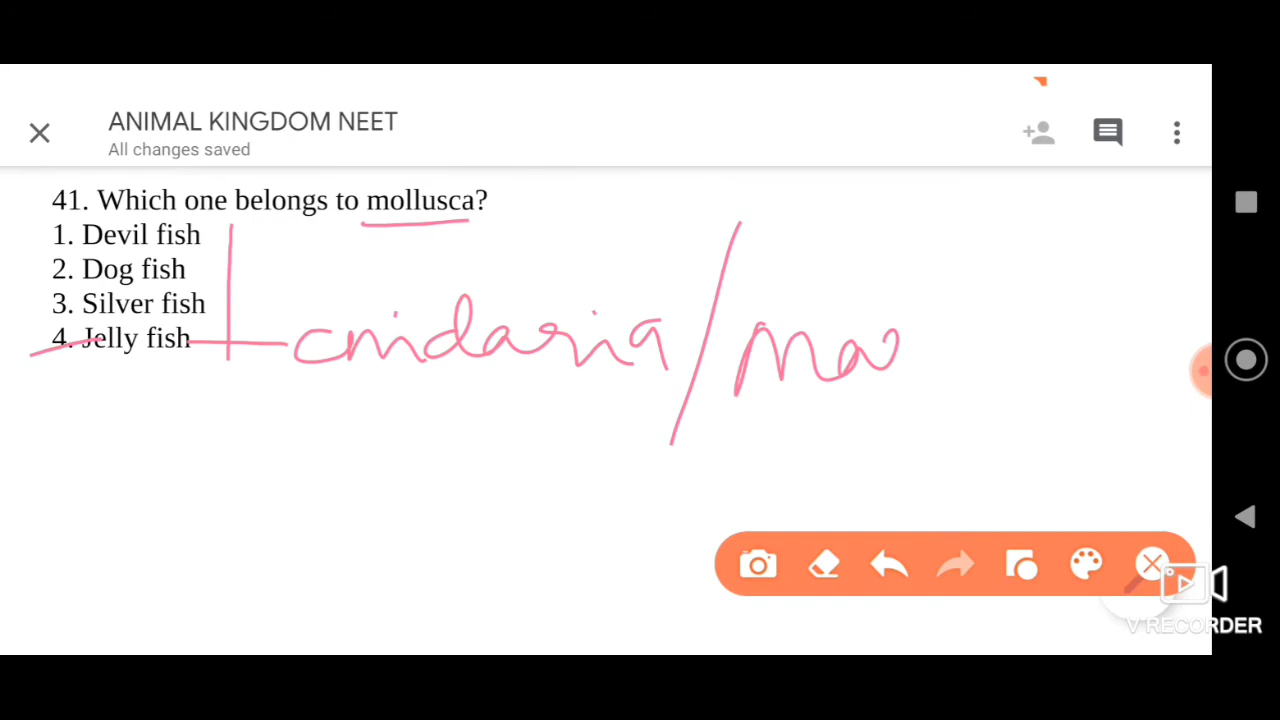 ANIMAL KINGDOM NEET
All changes saved
41. Which one belongs to mollusca?
1. Devil fish
2. Dog fish
3. Silver fish
4. Jelly fish
cnidaria /
V RECORDER